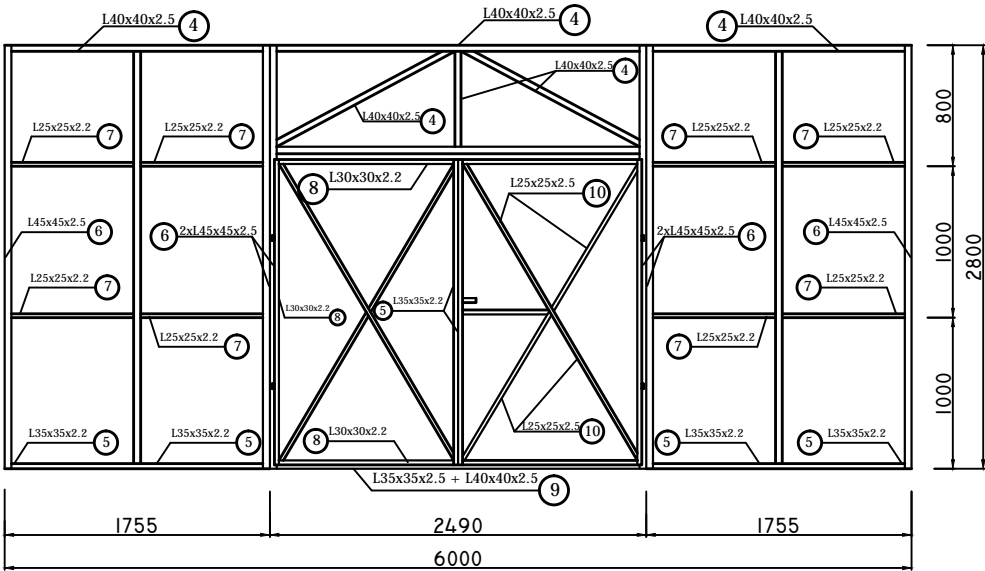 L40x40x2.5 4
L40x40x2.5 4
4 L40x40x2.5
L40x40x2.5 4
L40x40x2.5 4
L25x25x2.2 7
L25x25x2.2 7
7 L25x25x2.2
7 L25x25x2.2
8 L30x30x2.2
L25x25x2.5 10
L45x45x2.5 6
6 2xL45x45x2.5
2xL45x45x2.5 6
6 L45x45x2.5
L25x25x2.2 7
7 L25x25x2.2
L30x30x2.2 8
5 L35x35x2.2
L25x25x2.2 7
7 L25x25x2.2
L35x35x2.2 5
L35x35x2.2 5
8 L30x30x2.2
L25x25x2.5 10
5 L35x35x2.2
5 L35x35x2.2
L35x35x2.5 + L40x40x2.5 9
800
1000
1000
2800
1755
2490
1755
6000